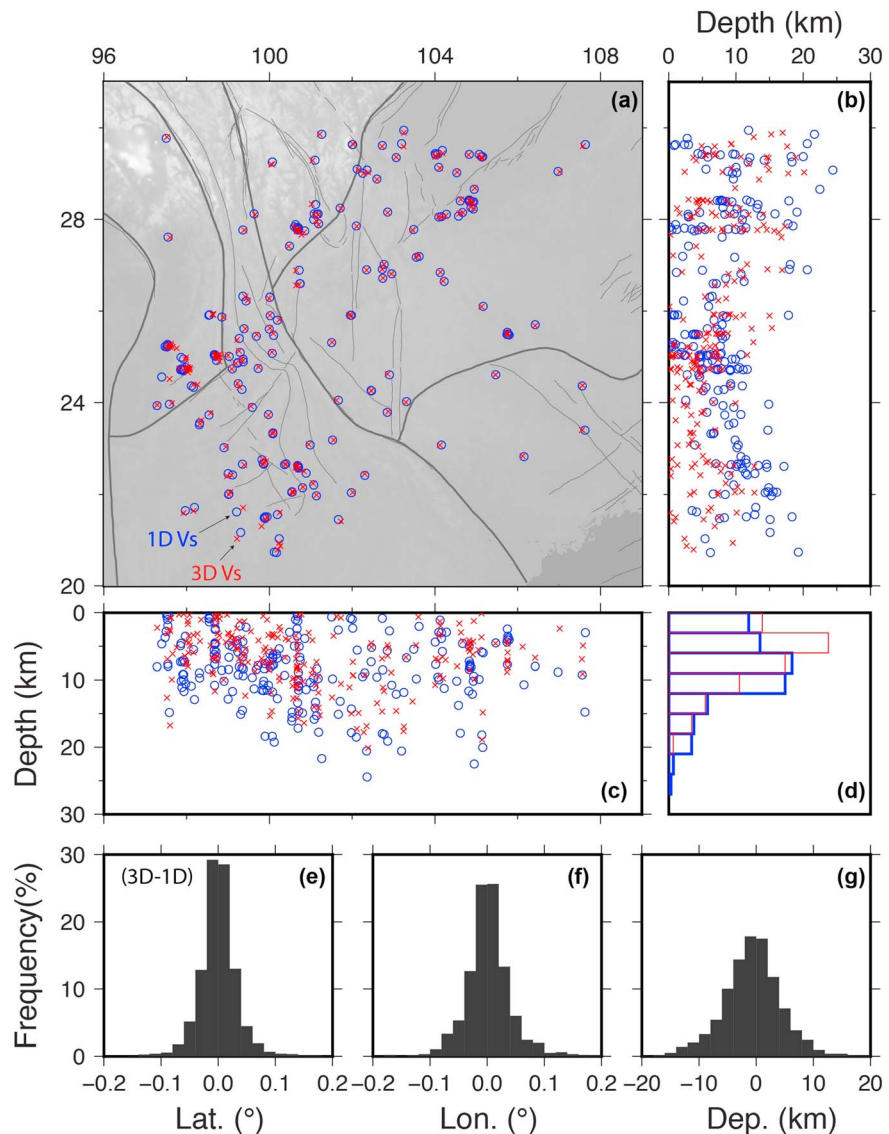 Depth (km)
96 100 104 108 0 10 20 30
(a) (b)
28
24
1D Vs
3D Vs
20
0
10
20
30
Depth (km)
(c) (d)
30
20
10
0
Frequency(%)
(3D-1D) (e) (f) (g)
−0.2 −0.1 0.0 0.1 0.2 −0.2 −0.1 0.0 0.1 0.2 −20 −10 0 10 20
Lat. (°) Lon. (°) Dep. (km)